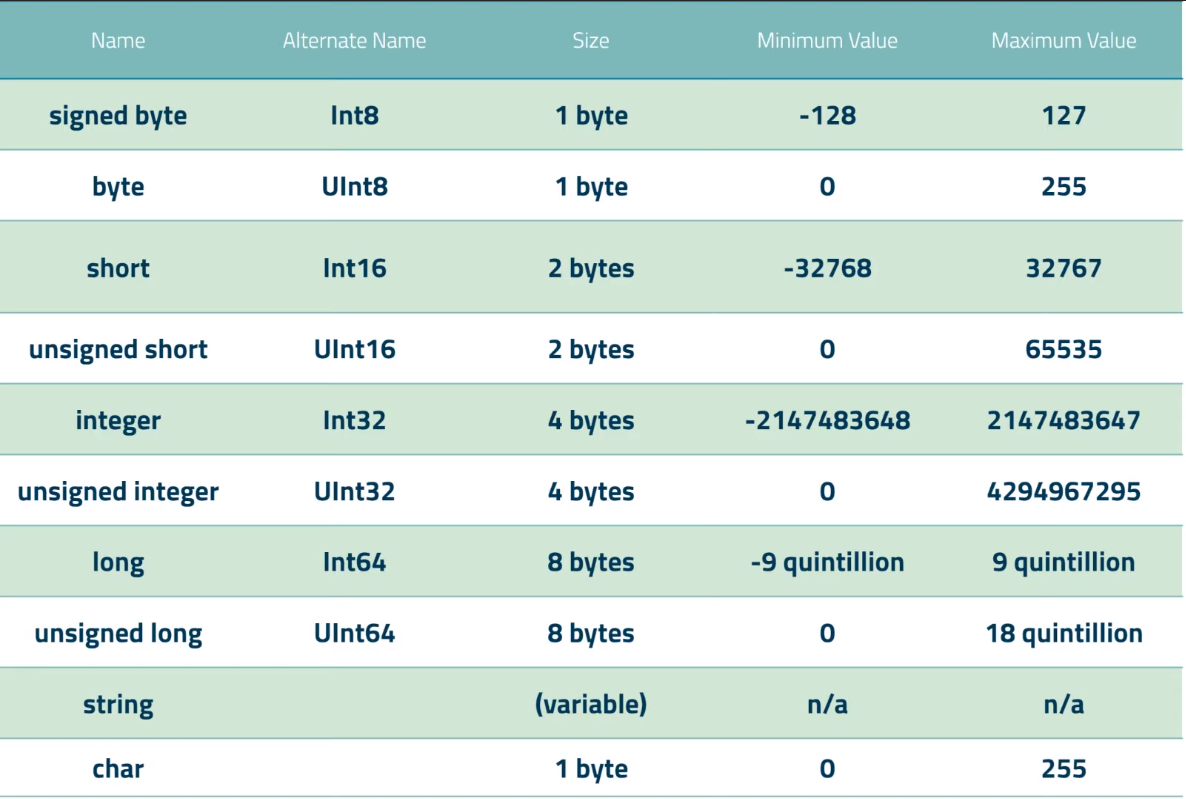 Name Alternate Name Size Minimum Value Maximum Value
signed byte Int8 1 byte -128 127
byte UInt8 1 byte 0 255
short Int16 2 bytes -32768 32767
unsigned short UInt16 2 bytes 0 65535
integer Int32 4 bytes -2147483648 2147483647
unsigned integer UInt32 4 bytes 0 4294967295
long Int64 8 bytes -9 quintillion 9 quintillion
unsigned long UInt64 8 bytes 0 18 quintillion
string (variable) n/a n/a
char 1 byte 0 255